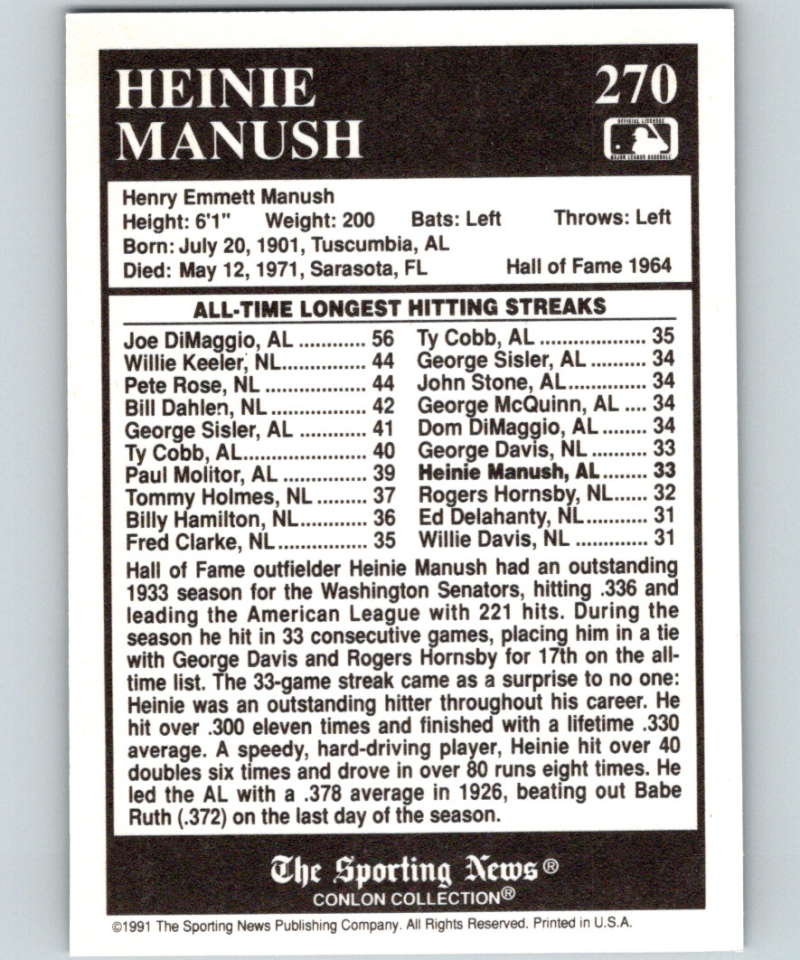 HEINIE
MANUSH
270
OFFICIAL LICENSEE
MAJOR LEAGUE BASEBALL
Henry Emmett Manush
Height: 6'1" Weight: 200 Bats: Left Throws: Left
Born: July 20, 1901, Tuscumbia, AL
Died: May 12, 1971, Sarasota, FL Hall of Fame 1964
ALL-TIME LONGEST HITTING STREAKS
Joe DiMaggio, AL ............ 56
Willie Keeler, NL............... 44
Pete Rose, NL .................. 44
Bill Dahlen, NL ................. 42
George Sisler, AL ............ 41
Ty Cobb, AL...................... 40
Paul Molitor, AL ............... 39
Tommy Holmes, NL ......... 37
Billy Hamilton, NL............. 36
Fred Clarke, NL................ 35
Ty Cobb, AL ................... 35
George Sisler, AL ........... 34
John Stone, AL.............. 34
George McQuinn, AL .... 34
Dom DiMaggio, AL ........ 34
George Davis, NL .......... 33
Heinie Manush, AL....... 33
Rogers Hornsby, NL...... 32
Ed Delahanty, NL........... 31
Willie Davis, NL ............. 31
Hall of Fame outfielder Heinie Manush had an outstanding
1933 season for the Washington Senators, hitting .336 and
leading the American League with 221 hits. During the
season he hit in 33 consecutive games, placing him in a tie
with George Davis and Rogers Hornsby for 17th on the all-
time list. The 33-game streak came as a surprise to no one:
Heinie was an outstanding hitter throughout his career. He
hit over .300 eleven times and finished with a lifetime .330
average. A speedy, hard-driving player, Heinie hit over 40
doubles six times and drove in over 80 runs eight times. He
led the AL with a .378 average in 1926, beating out Babe
Ruth (.372) on the last day of the season.
The Sporting News®
CONLON COLLECTION®
©1991 The Sporting News Publishing Company. All Rights Reserved. Printed in U.S.A.